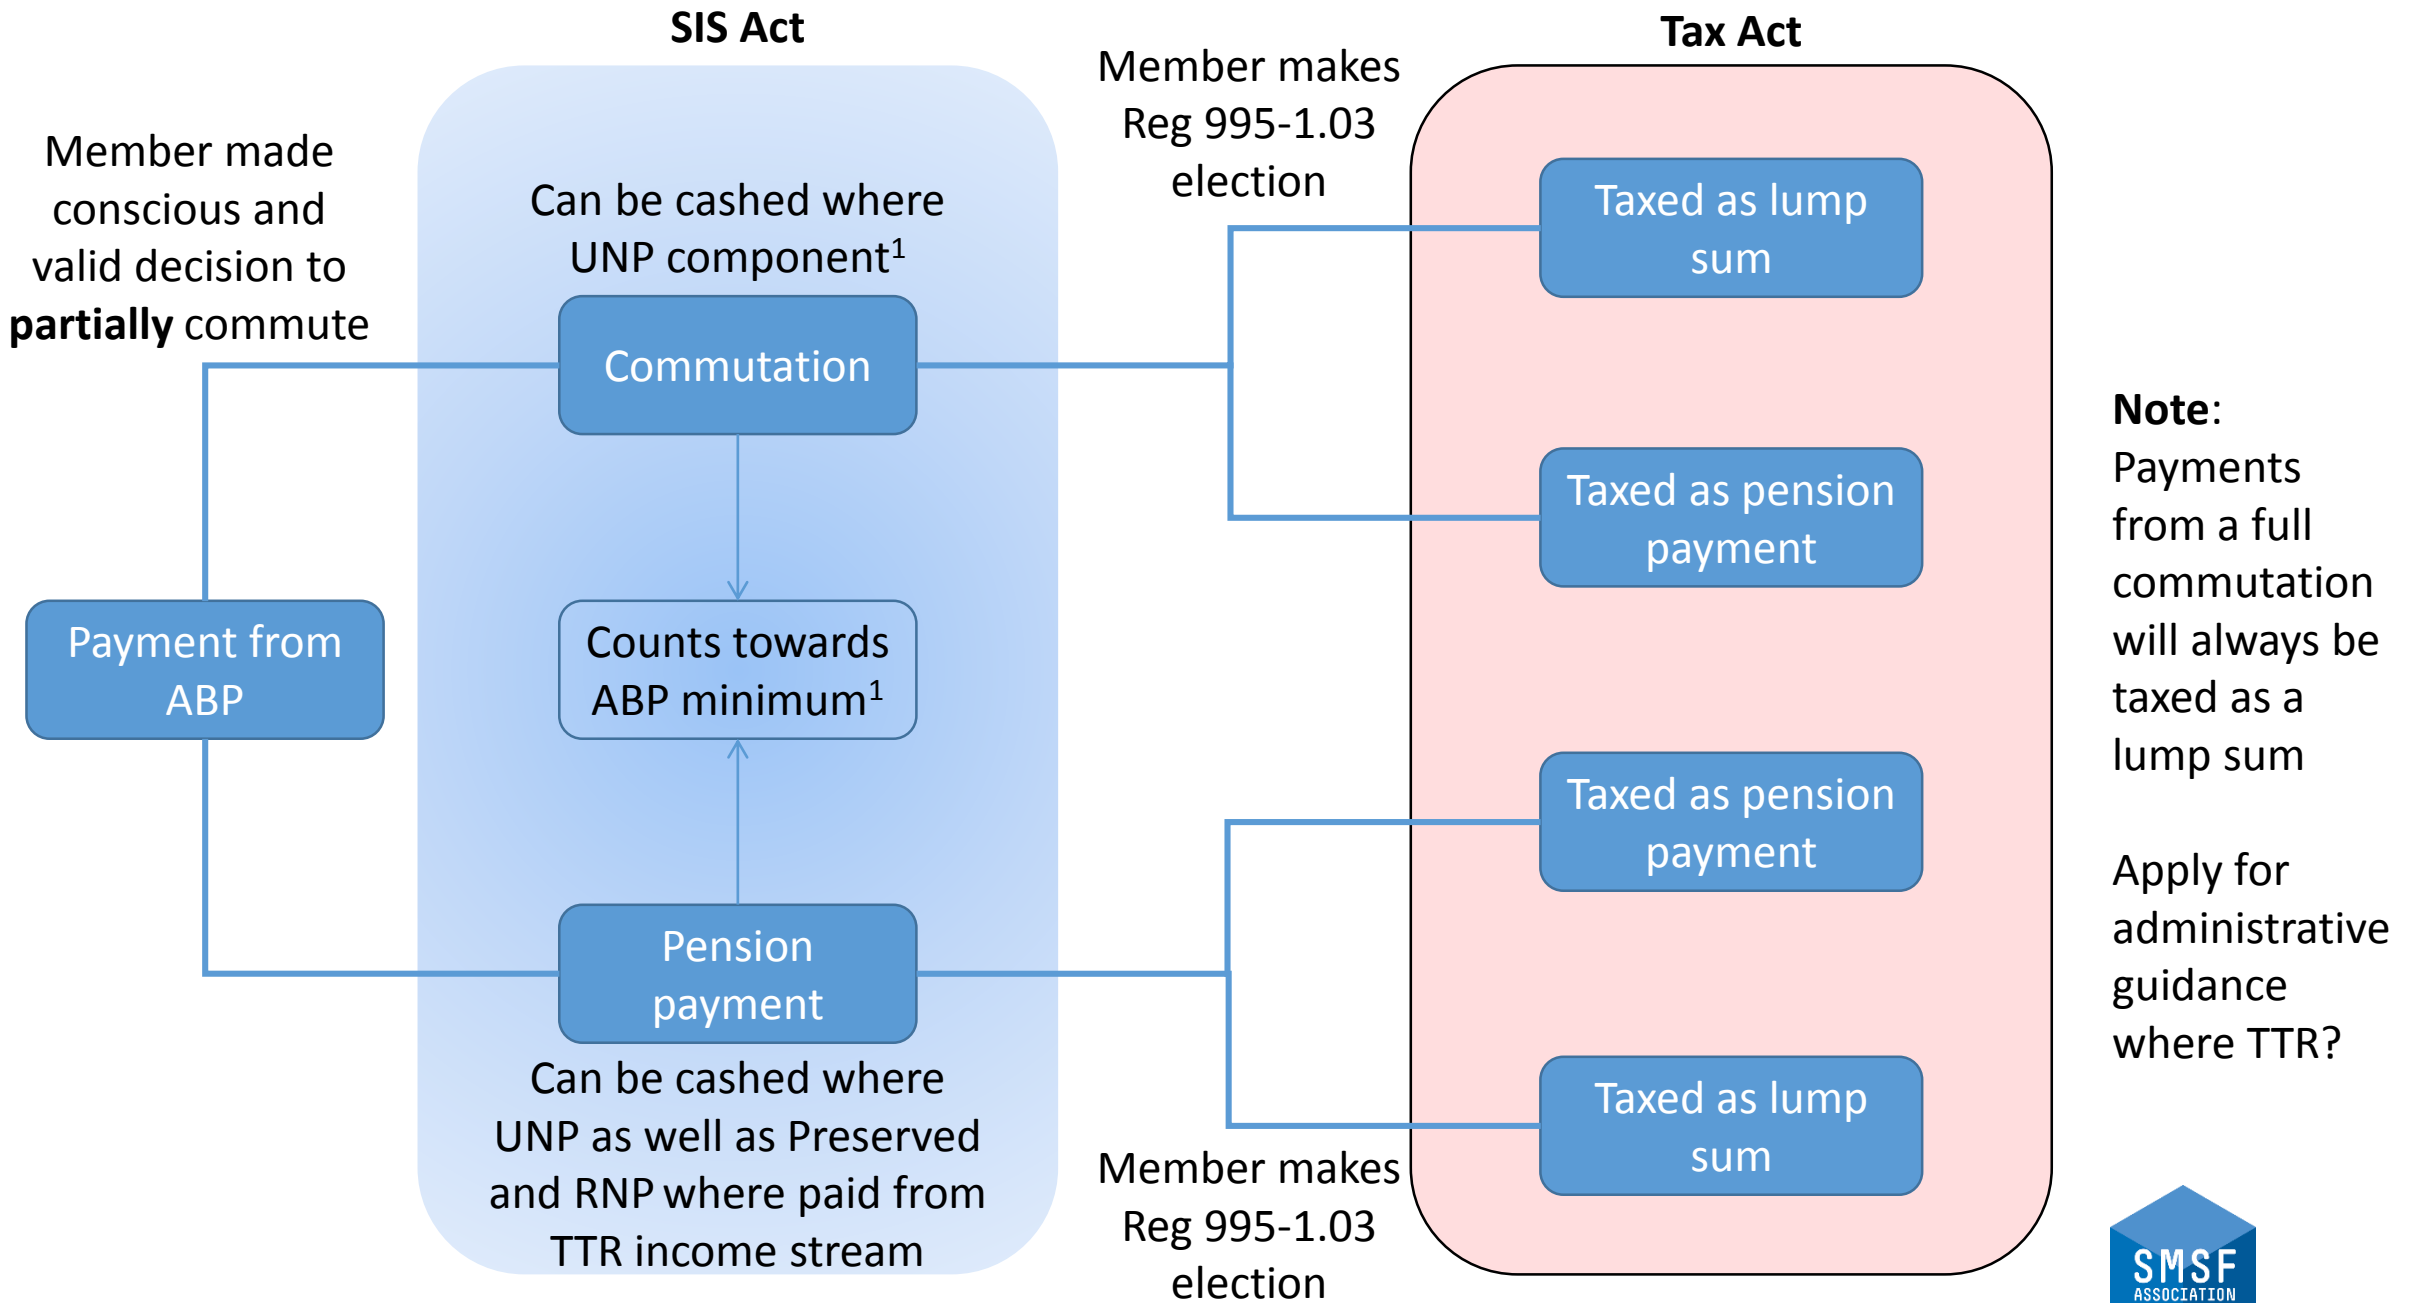 SIS Act
Tax Act
Member made
conscious and
valid decision to
partially commute
Can be cashed where
UNP component¹
Commutation
Member makes
Reg 995-1.03
election
Taxed as lump
sum
Taxed as pension
payment
Payment from
ABP
Counts towards
ABP minimum¹
Pension
payment
Can be cashed where
UNP as well as Preserved
and RNP where paid from
TTR income stream
Taxed as pension
payment
Taxed as lump
sum
Member makes
Reg 995-1.03
election
Note:
Payments
from a full
commutation
will always be
taxed as a
lump sum
Apply for
administrative
guidance
where TTR?
SMSF
ASSOCIATION